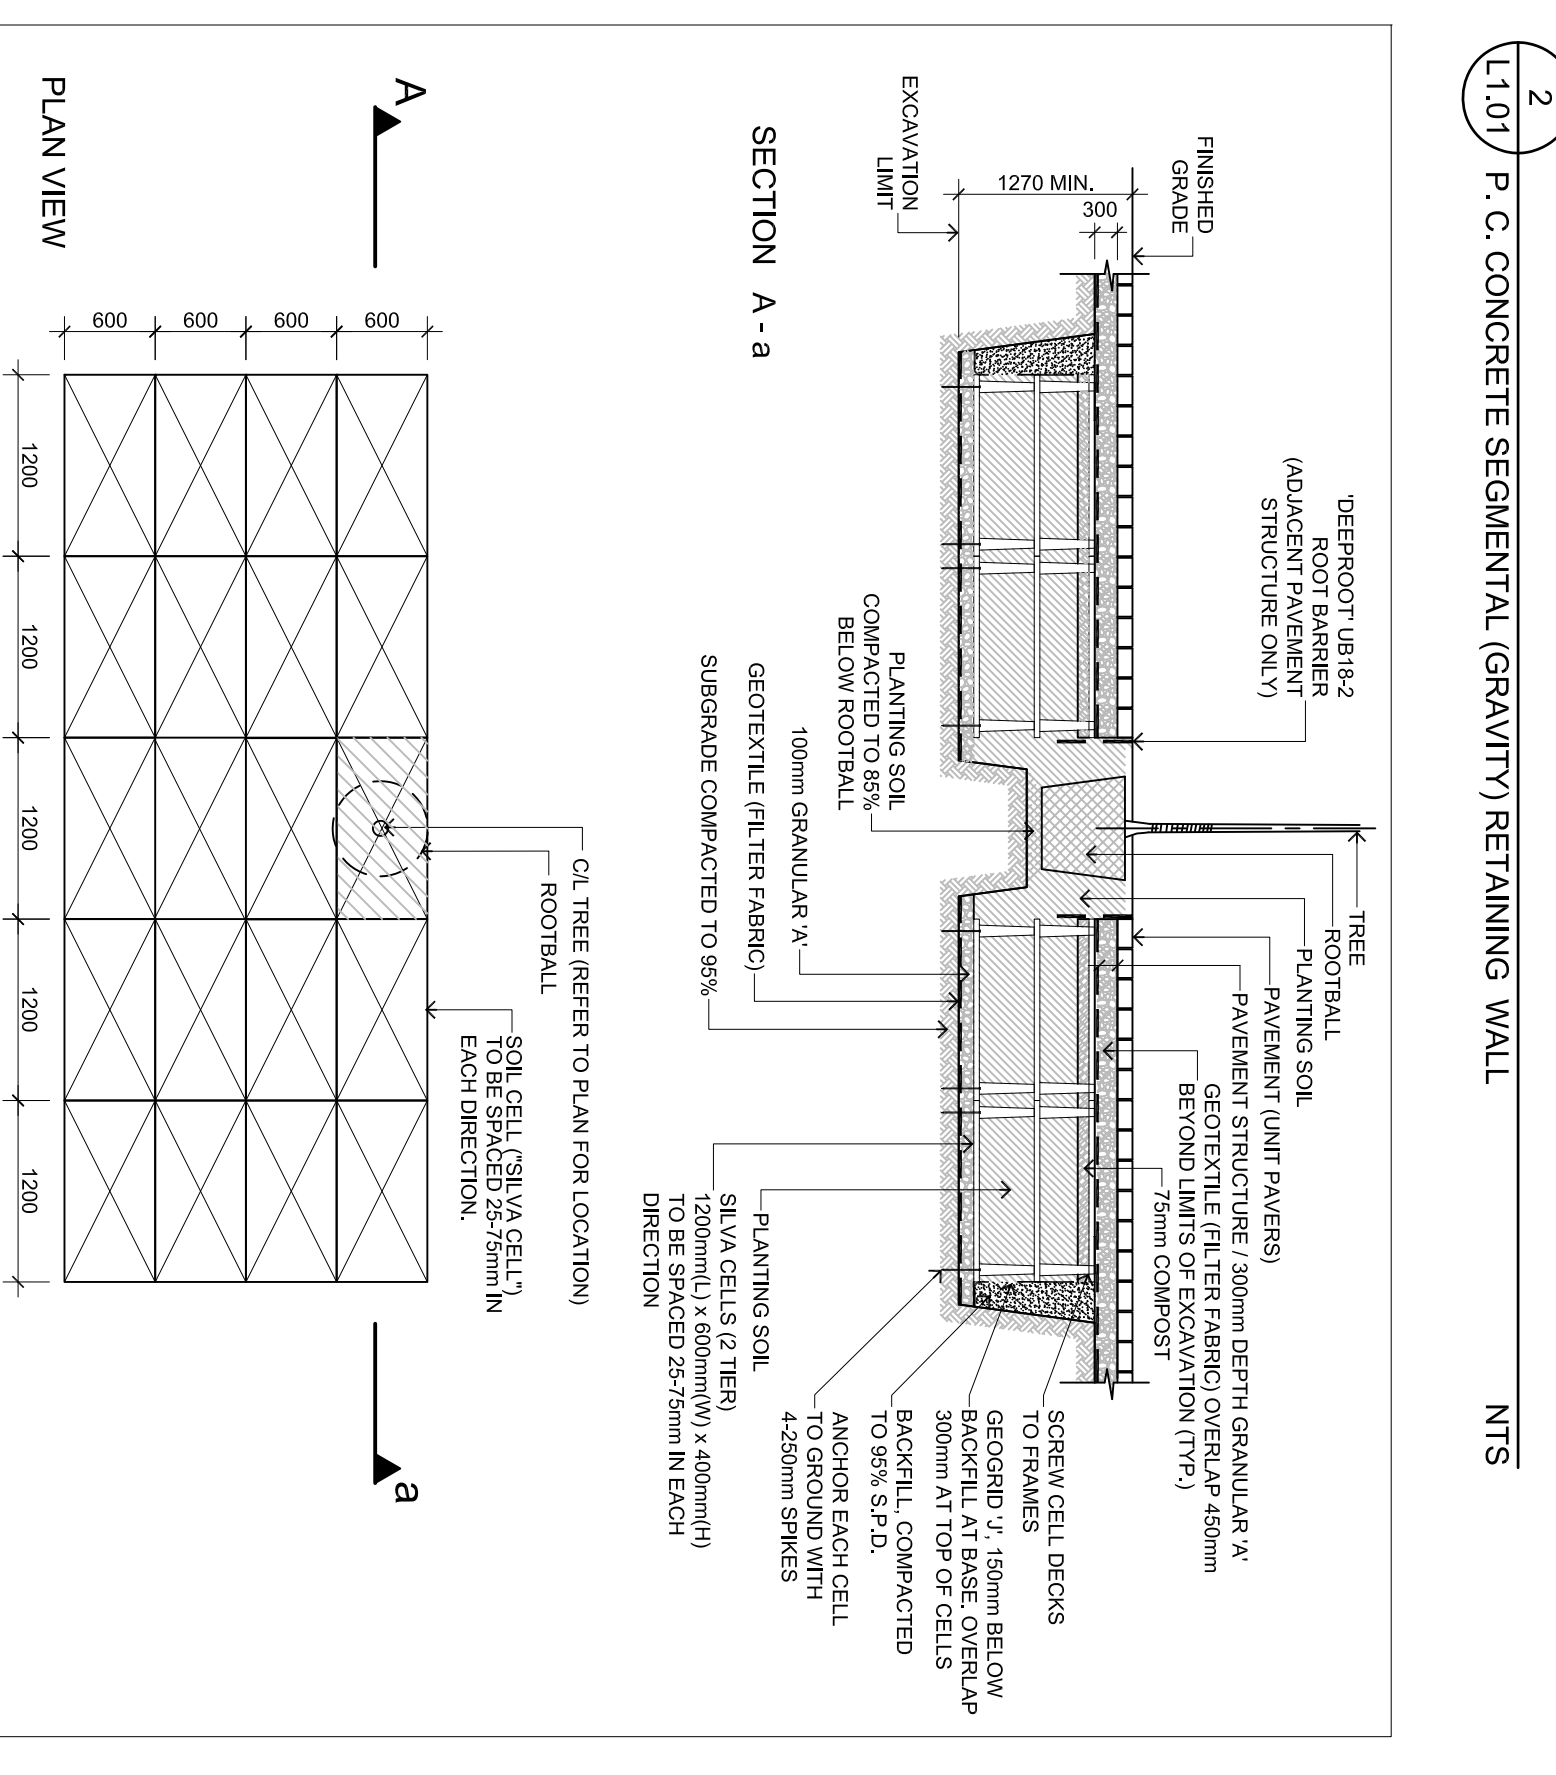 2
L1.01
P. C. CONCRETE SEGMENTAL (GRAVITY) RETAINING WALL
NTS
FINISHED
GRADE
300
1270 MIN.
EXCAVATION
LIMIT
'DEEPROOT' UB18-2
ROOT BARRIER
(ADJACENT PAVEMENT
STRUCTURE ONLY)
TREE
ROOTBALL
PLANTING SOIL
PAVEMENT (UNIT PAVERS)
PAVEMENT STRUCTURE / 300mm DEPTH GRANULAR 'A'
GEOTEXTILE (FILTER FABRIC) OVERLAP 450mm
BEYOND LIMITS OF EXCAVATION (TYP.)
75mm COMPOST
SCREW CELL DECKS
TO FRAMES
GEOGRID 'J', 150mm BELOW
BACKFILL AT BASE. OVERLAP
300mm AT TOP OF CELLS
BACKFILL, COMPACTED
TO 95% S.P.D.
ANCHOR EACH CELL
TO GROUND WITH
4-250mm SPIKES
PLANTING SOIL
COMPACTED TO 85%
BELOW ROOTBALL
100mm GRANULAR 'A'
GEOTEXTILE (FILTER FABRIC)
SUBGRADE COMPACTED TO 95%
PLANTING SOIL
SILVA CELLS (2 TIER)
1200mm(L) x 600mm(W) x 400mm(H)
TO BE SPACED 25-75mm IN EACH
DIRECTION
SECTION A - a
C/L TREE (REFER TO PLAN FOR LOCATION)
ROOTBALL
SOIL CELL ("SILVA CELL")
TO BE SPACED 25-75mm IN
EACH DIRECTION.
A
a
600
600
600
600
1200
1200
1200
1200
1200
PLAN VIEW